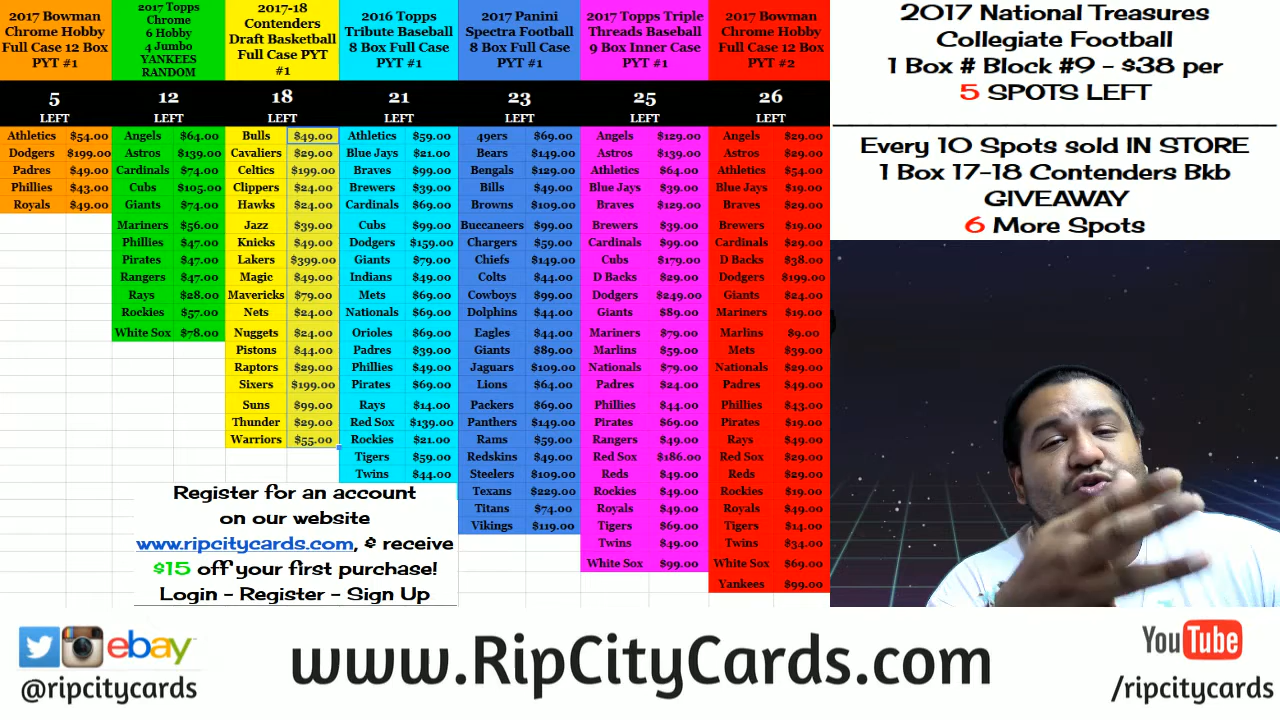 2017 Bowman
Chrome Hobby
Full Case 12 Box
PYT #1
5
LEFT
Athletics $54.00
Dodgers $199.00
Padres $49.00
Phillies $43.00
Royals $49.00
2017 Topps
Chrome
6 Hobby
4 Jumbo
YANKEES
RANDOM
12
LEFT
Angels $64.00
Astros $139.00
Cardinals $74.00
Cubs $105.00
Giants $74.00
Mariners $56.00
Phillies $47.00
Pirates $47.00
Rangers $47.00
Rays $28.00
Rockies $57.00
White Sox $78.00
2017-18
Contenders
Draft Basketball
Full Case PYT
#1
18
LEFT
Bulls $49.00
Cavaliers $29.00
Celtics $199.00
Clippers $24.00
Hawks $24.00
Jazz $39.00
Knicks $49.00
Lakers $399.00
Magic $49.00
Mavericks $79.00
Nets $24.00
Nuggets $24.00
Pistons $44.00
Raptors $29.00
Sixers $199.00
Suns $99.00
Thunder $29.00
Warriors $55.00
2016 Topps
Tribute Baseball
8 Box Full Case
PYT #1
21
LEFT
Athletics $59.00
Blue Jays $21.00
Braves $99.00
Brewers $39.00
Cardinals $69.00
Cubs $99.00
Dodgers $159.00
Giants $79.00
Indians $49.00
Mets $69.00
Nationals $69.00
Orioles $69.00
Padres $39.00
Phillies $49.00
Pirates $69.00
Rays $14.00
Red Sox $139.00
Rockies $21.00
Tigers $59.00
Twins $44.00
2017 Panini
Spectra Football
8 Box Full Case
PYT #1
23
LEFT
49ers $69.00
Bears $149.00
Bengals $129.00
Bills $49.00
Browns $109.00
Buccaneers $99.00
Chargers $59.00
Chiefs $149.00
Colts $44.00
Cowboys $99.00
Dolphins $44.00
Eagles $44.00
Giants $89.00
Jaguars $109.00
Lions $64.00
Packers $69.00
Panthers $149.00
Rams $59.00
Redskins $49.00
Steelers $109.00
Texans $229.00
Titans $74.00
Vikings $119.00
2017 Topps Triple
Threads Baseball
9 Box Inner Case
PYT #1
25
LEFT
Angels $129.00
Astros $139.00
Athletics $64.00
Blue Jays $39.00
Braves $129.00
Brewers $39.00
Cardinals $99.00
Cubs $179.00
D Backs $29.00
Dodgers $249.00
Giants $89.00
Mariners $79.00
Marlins $59.00
Nationals $79.00
Padres $24.00
Phillies $44.00
Pirates $69.00
Rangers $49.00
Red Sox $186.00
Reds $49.00
Rockies $49.00
Royals $49.00
Tigers $69.00
Twins $49.00
White Sox $99.00
2017 Bowman
Chrome Hobby
Full Case 12 Box
PYT #2
26
LEFT
Angels $29.00
Astros $29.00
Athletics $54.00
Blue Jays $19.00
Braves $29.00
Brewers $19.00
Cardinals $29.00
D Backs $38.00
Dodgers $199.00
Giants $24.00
Mariners $19.00
Marlins $9.00
Mets $39.00
Nationals $29.00
Padres $49.00
Phillies $43.00
Pirates $19.00
Rays $49.00
Red Sox $29.00
Reds $29.00
Rockies $19.00
Royals $49.00
Tigers $14.00
Twins $34.00
White Sox $69.00
Yankees $99.00
2017 National Treasures
Collegiate Football
1 Box # Block #9 - $38 per
5 SPOTS LEFT
Every 10 Spots sold IN STORE
1 Box 17-18 Contenders Bkb
GIVEAWAY
6 More Spots
Register for an account
on our website
www.ripcitycards.com, & receive
$15 off your first purchase!
Login - Register - Sign Up
ebay
@ripcitycards
www.RipCityCards.com
YouTube
/ripcitycards